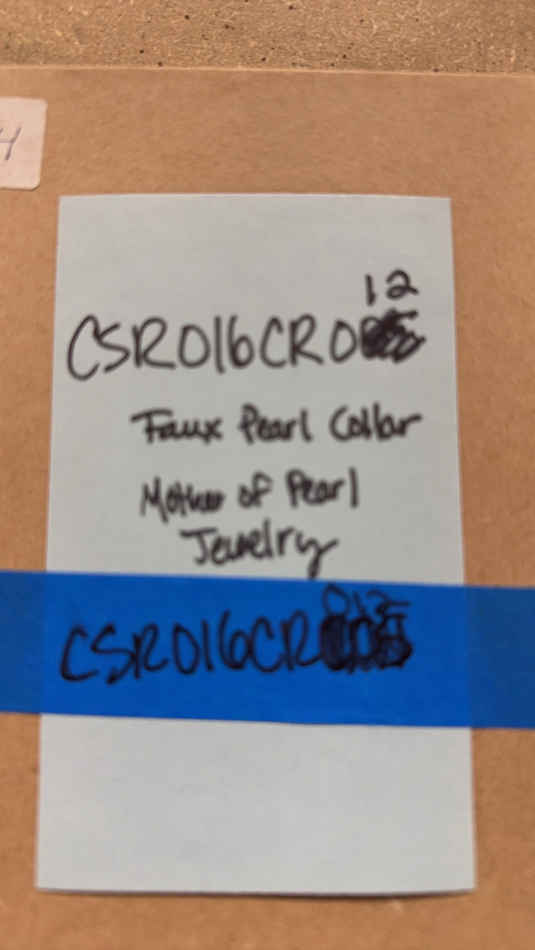 H
12
CSR016CR0
Faux Pearl Collar
Mother of Pearl
Jewelry
012
CSR016CR